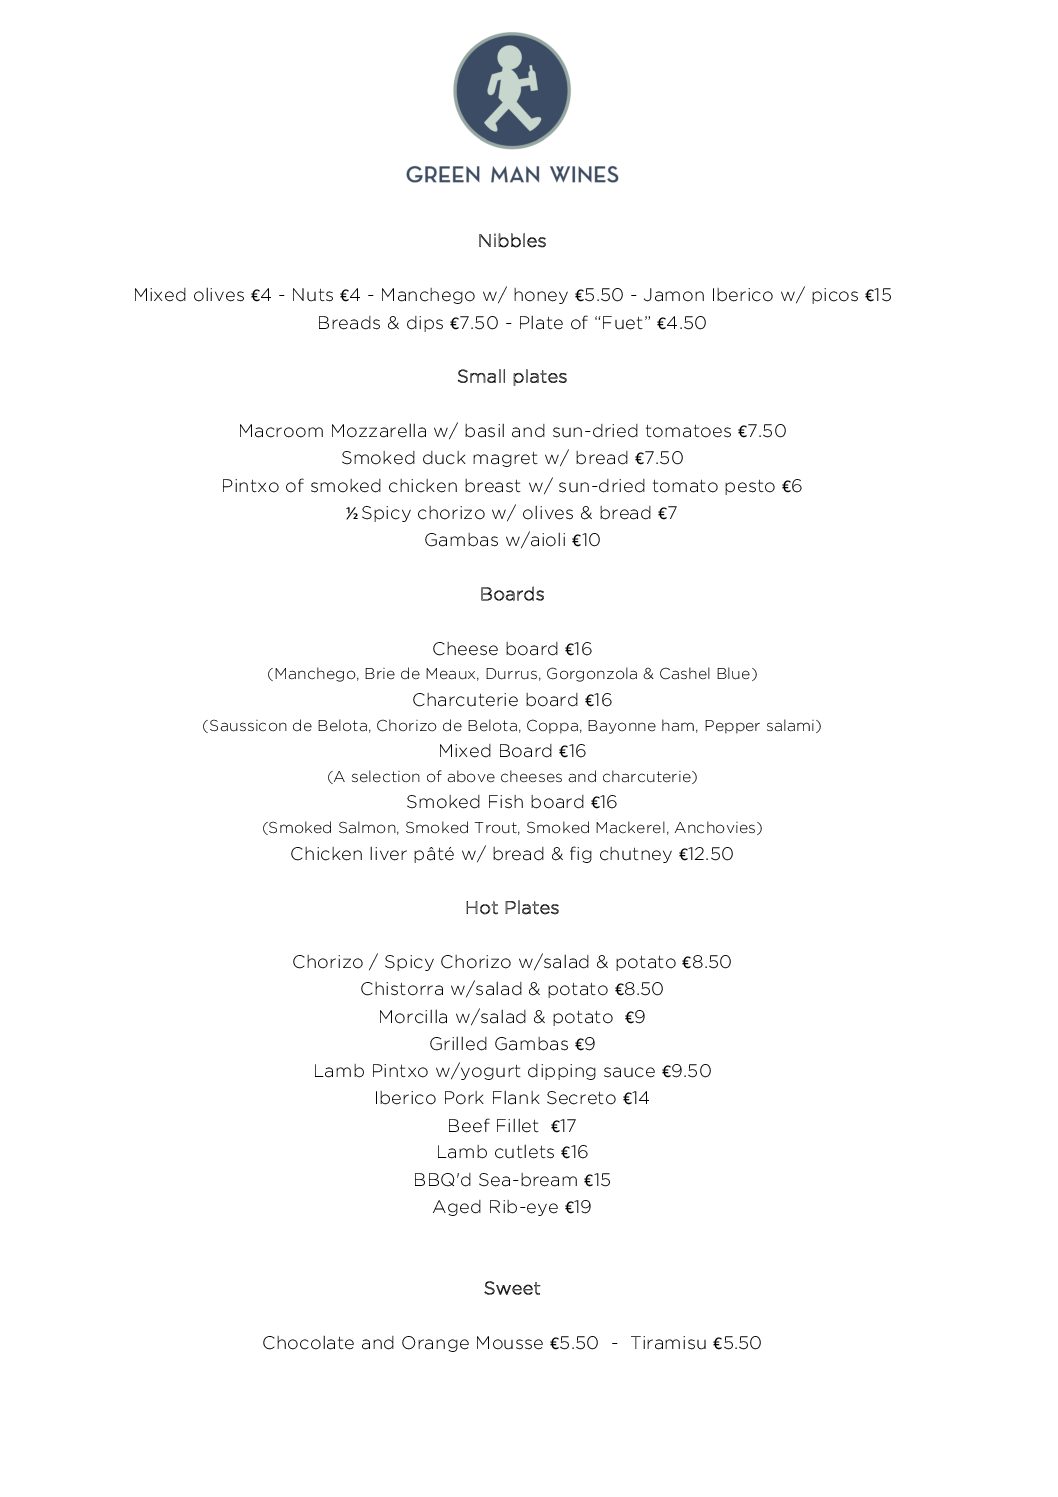 GREEN MAN WINES
Nibbles
Mixed olives €4 - Nuts €4 - Manchego w/ honey €5.50 - Jamon Iberico w/ picos €15
Breads & dips €7.50 - Plate of “Fuet” €4.50
Small plates
Macroom Mozzarella w/ basil and sun-dried tomatoes €7.50
Smoked duck magret w/ bread €7.50
Pintxo of smoked chicken breast w/ sun-dried tomato pesto €6
½ Spicy chorizo w/ olives & bread €7
Gambas w/aioli €10
Boards
Cheese board €16
(Manchego, Brie de Meaux, Durrus, Gorgonzola & Cashel Blue)
Charcuterie board €16
(Saussicon de Belota, Chorizo de Belota, Coppa, Bayonne ham, Pepper salami)
Mixed Board €16
(A selection of above cheeses and charcuterie)
Smoked Fish board €16
(Smoked Salmon, Smoked Trout, Smoked Mackerel, Anchovies)
Chicken liver pâté w/ bread & fig chutney €12.50
Hot Plates
Chorizo / Spicy Chorizo w/salad & potato €8.50
Chistorra w/salad & potato €8.50
Morcilla w/salad & potato  €9
Grilled Gambas €9
Lamb Pintxo w/yogurt dipping sauce €9.50
Iberico Pork Flank Secreto €14
Beef Fillet  €17
Lamb cutlets €16
BBQ'd Sea-bream €15
Aged Rib-eye €19
Sweet
Chocolate and Orange Mousse €5.50  -  Tiramisu €5.50